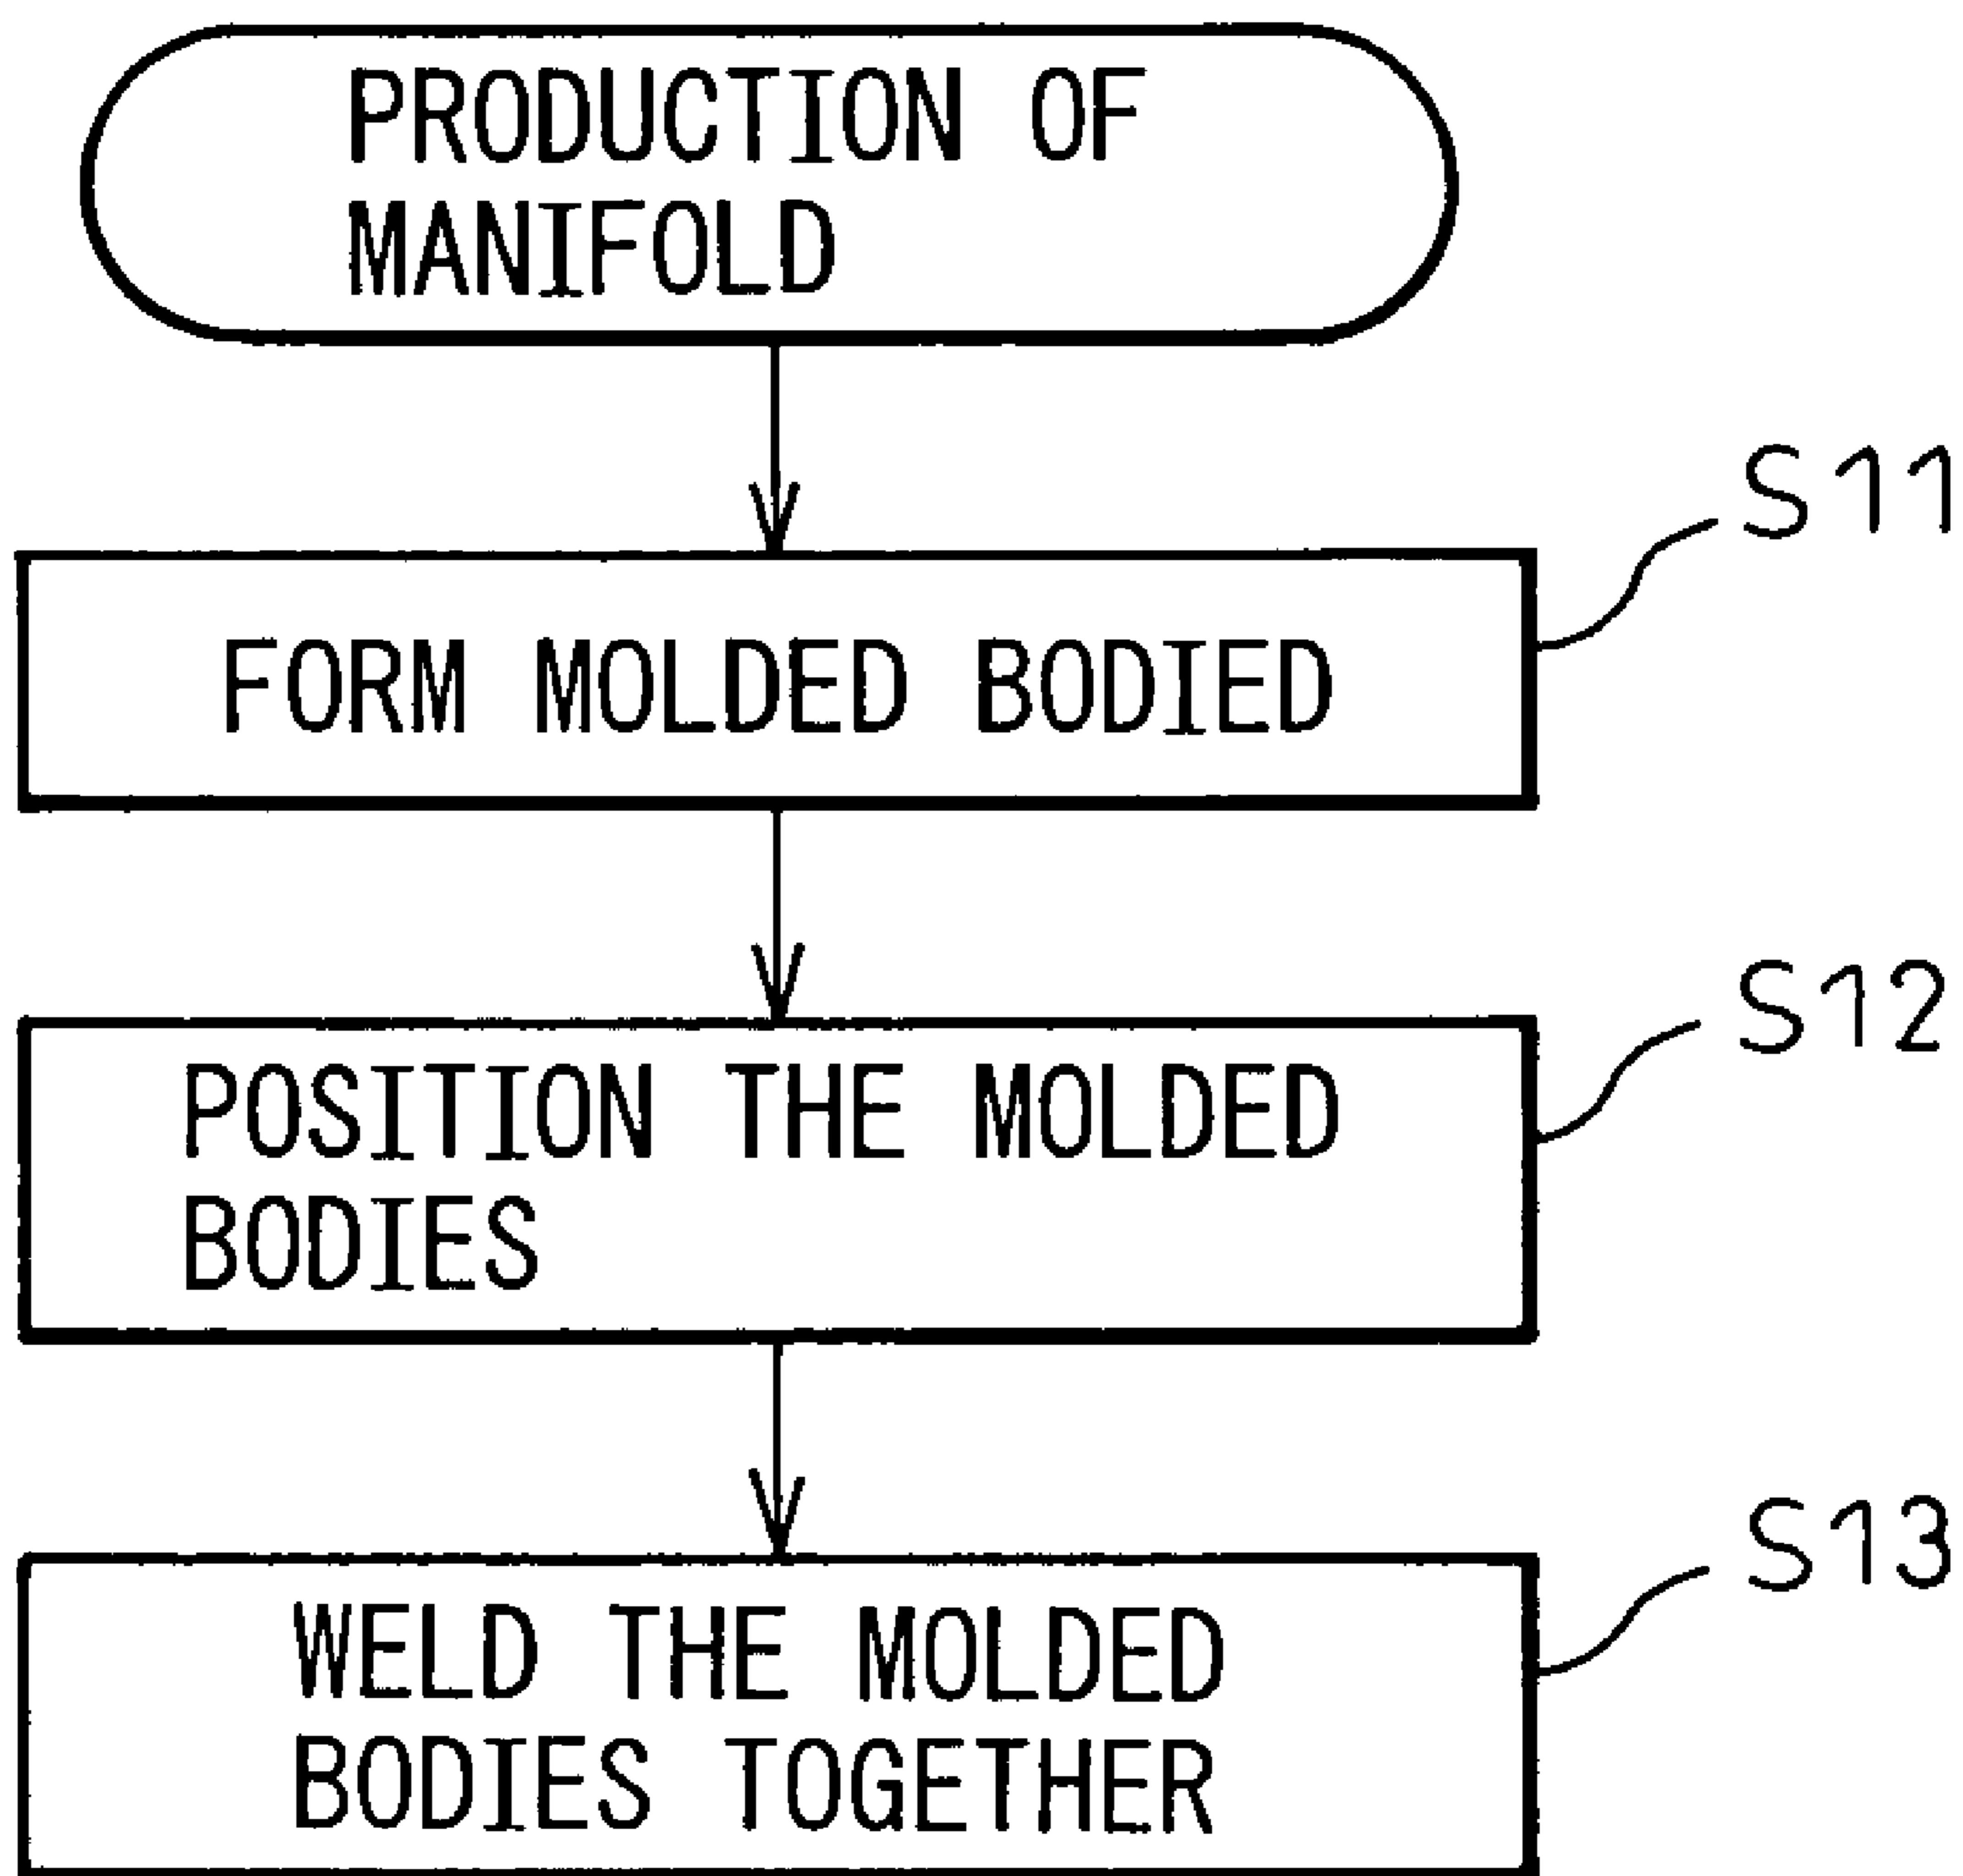 PRODUCTION OF
MANIFOLD
S11
FORM MOLDED BODIED
S12
POSITION THE MOLDED
BODIES
S13
WELD THE MOLDED
BODIES TOGETHER